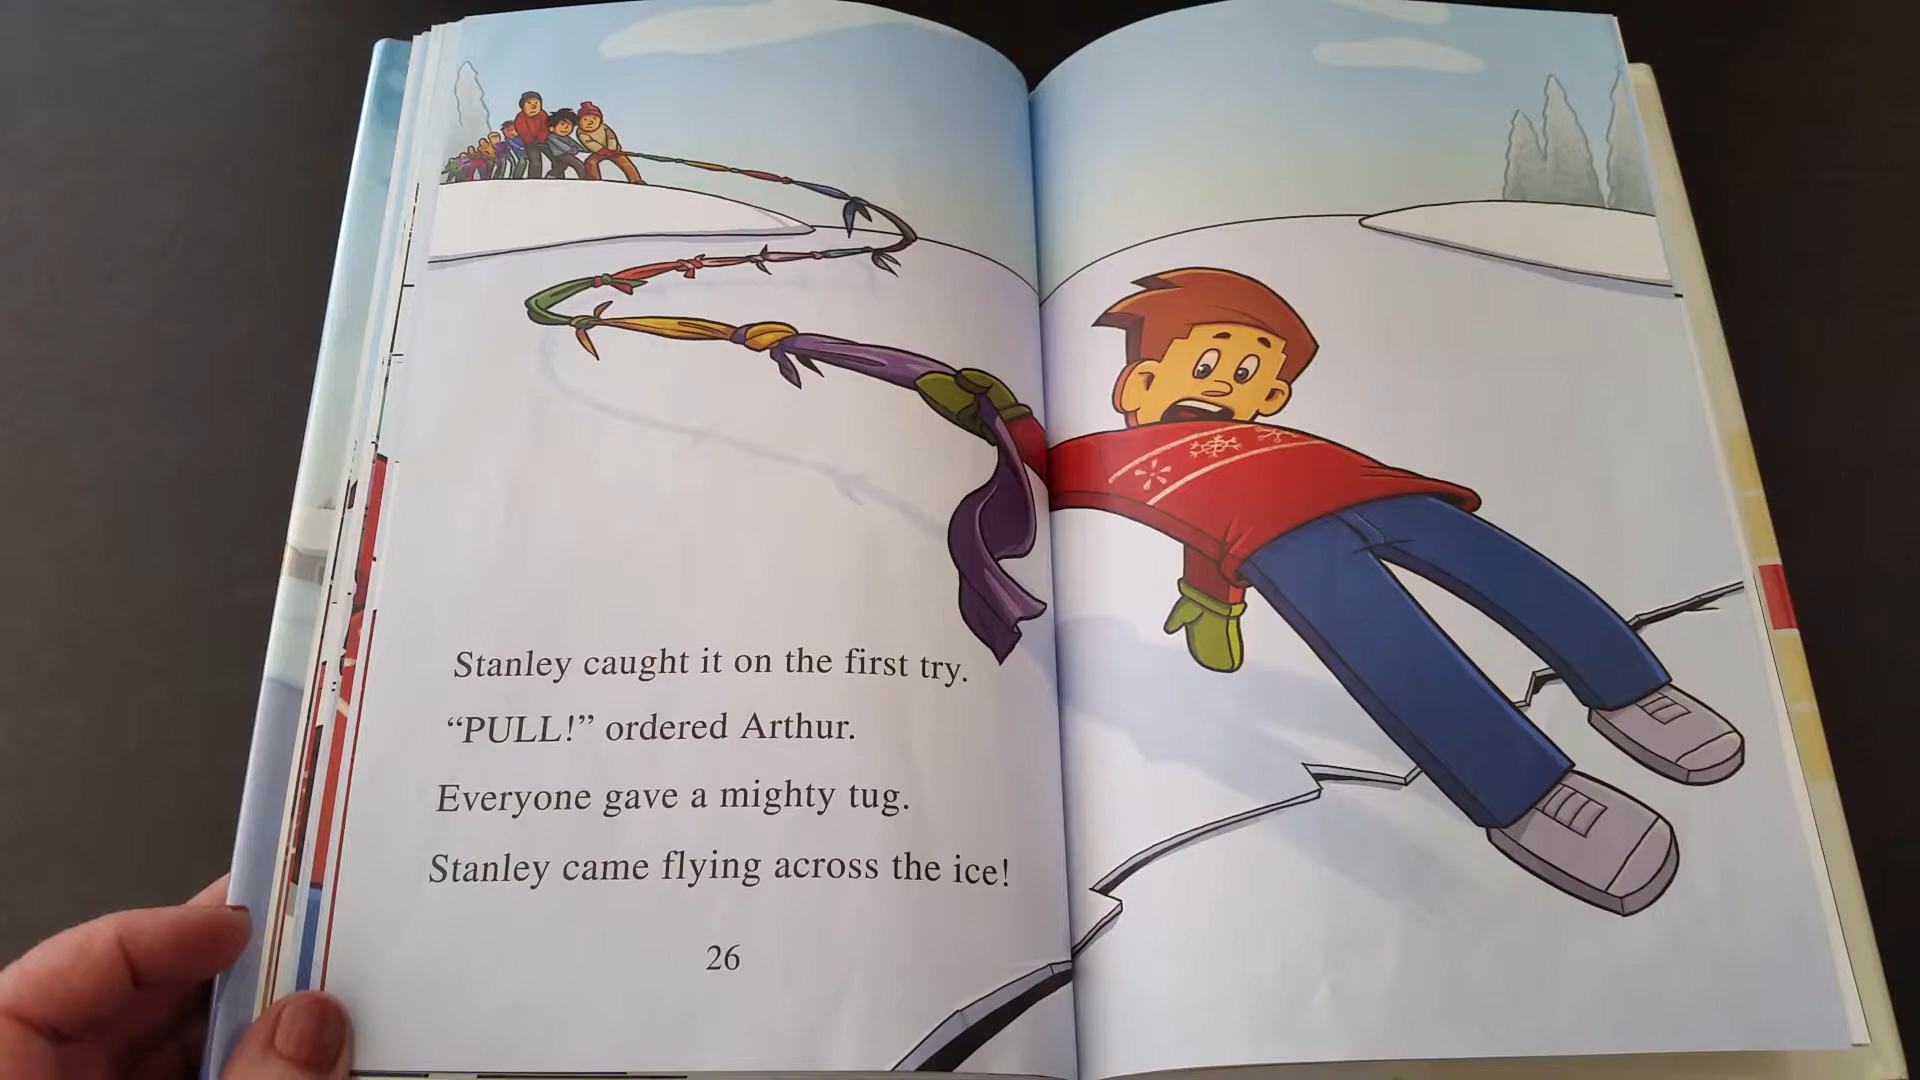 Stanley caught it on the first try.
“PULL!” ordered Arthur.
Everyone gave a mighty tug.
Stanley came flying across the ice!
26